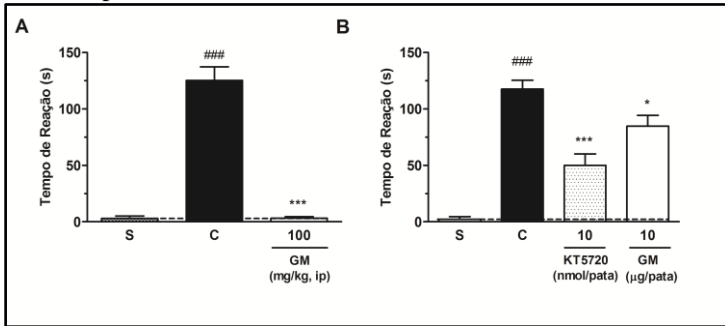 A
Tempo de Reação (s)
150
100
50
0
###
***
S
C
100
GM
(mg/kg, ip)
B
Tempo de Reação (s)
150
100
50
0
###
***
*
S
C
10
10
KT5720
(nmol/pata)
GM
(µg/pata)